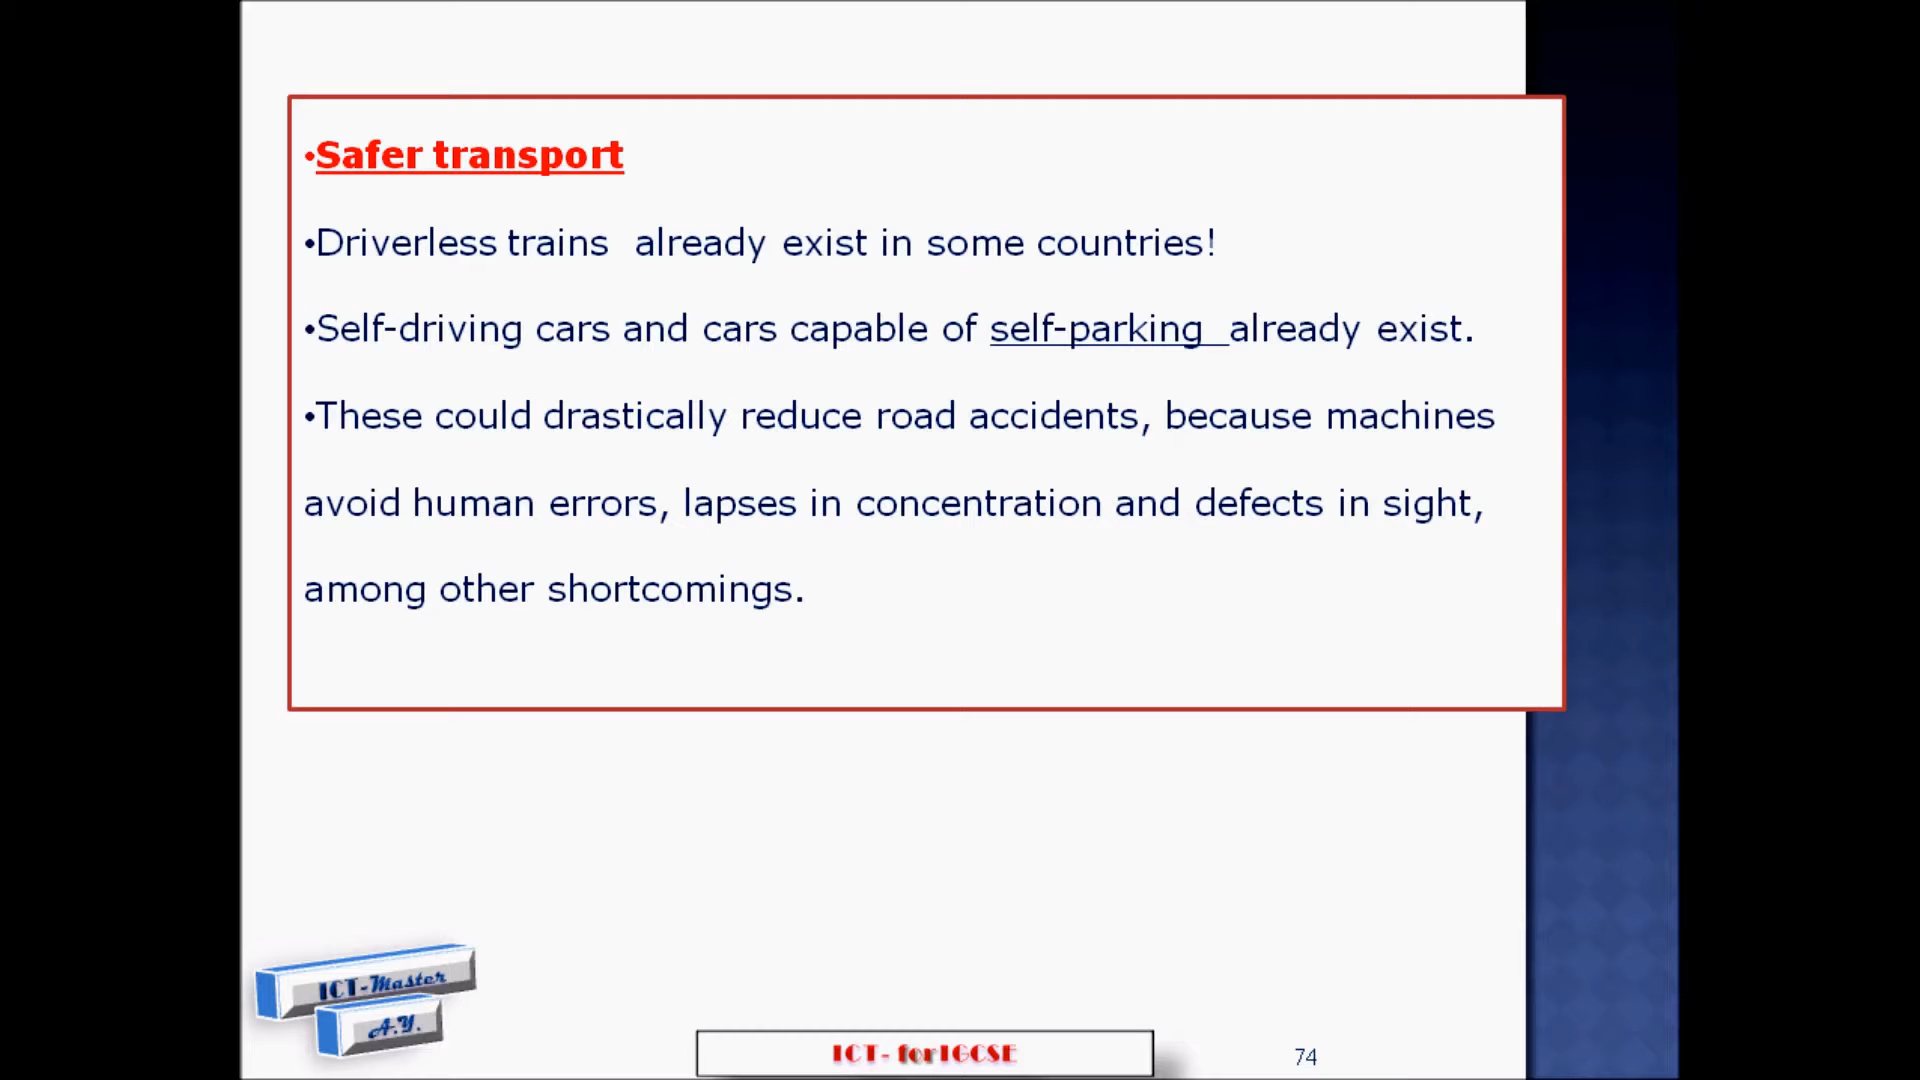 •Safer transport
•Driverless trains  already exist in some countries!
•Self-driving cars and cars capable of self-parking  already exist.
•These could drastically reduce road accidents, because machines
avoid human errors, lapses in concentration and defects in sight,
among other shortcomings.
ICT-Master
A.Y.
ICT- for IGCSE
74